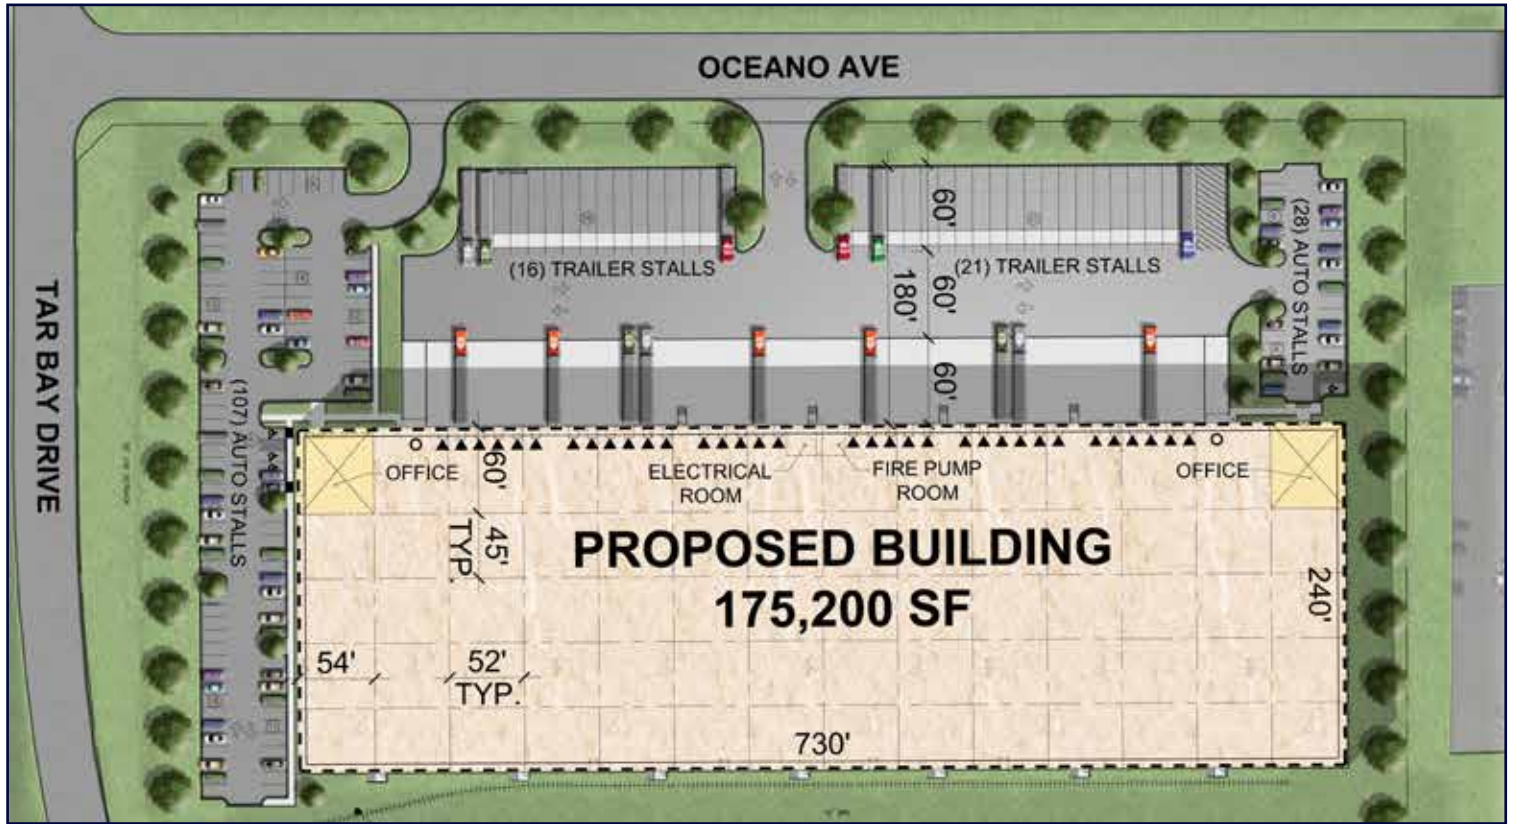 OCEANO AVE
TAR BAY DRIVE
(16) TRAILER STALLS
(21) TRAILER STALLS
(28) AUTO STALLS
(107) AUTO STALLS
60'
60'
180'
60'
OFFICE
60'
ELECTRICAL
ROOM
FIRE PUMP
ROOM
OFFICE
45'
TYP.
PROPOSED BUILDING
175,200 SF
240'
54'
52'
TYP.
730'